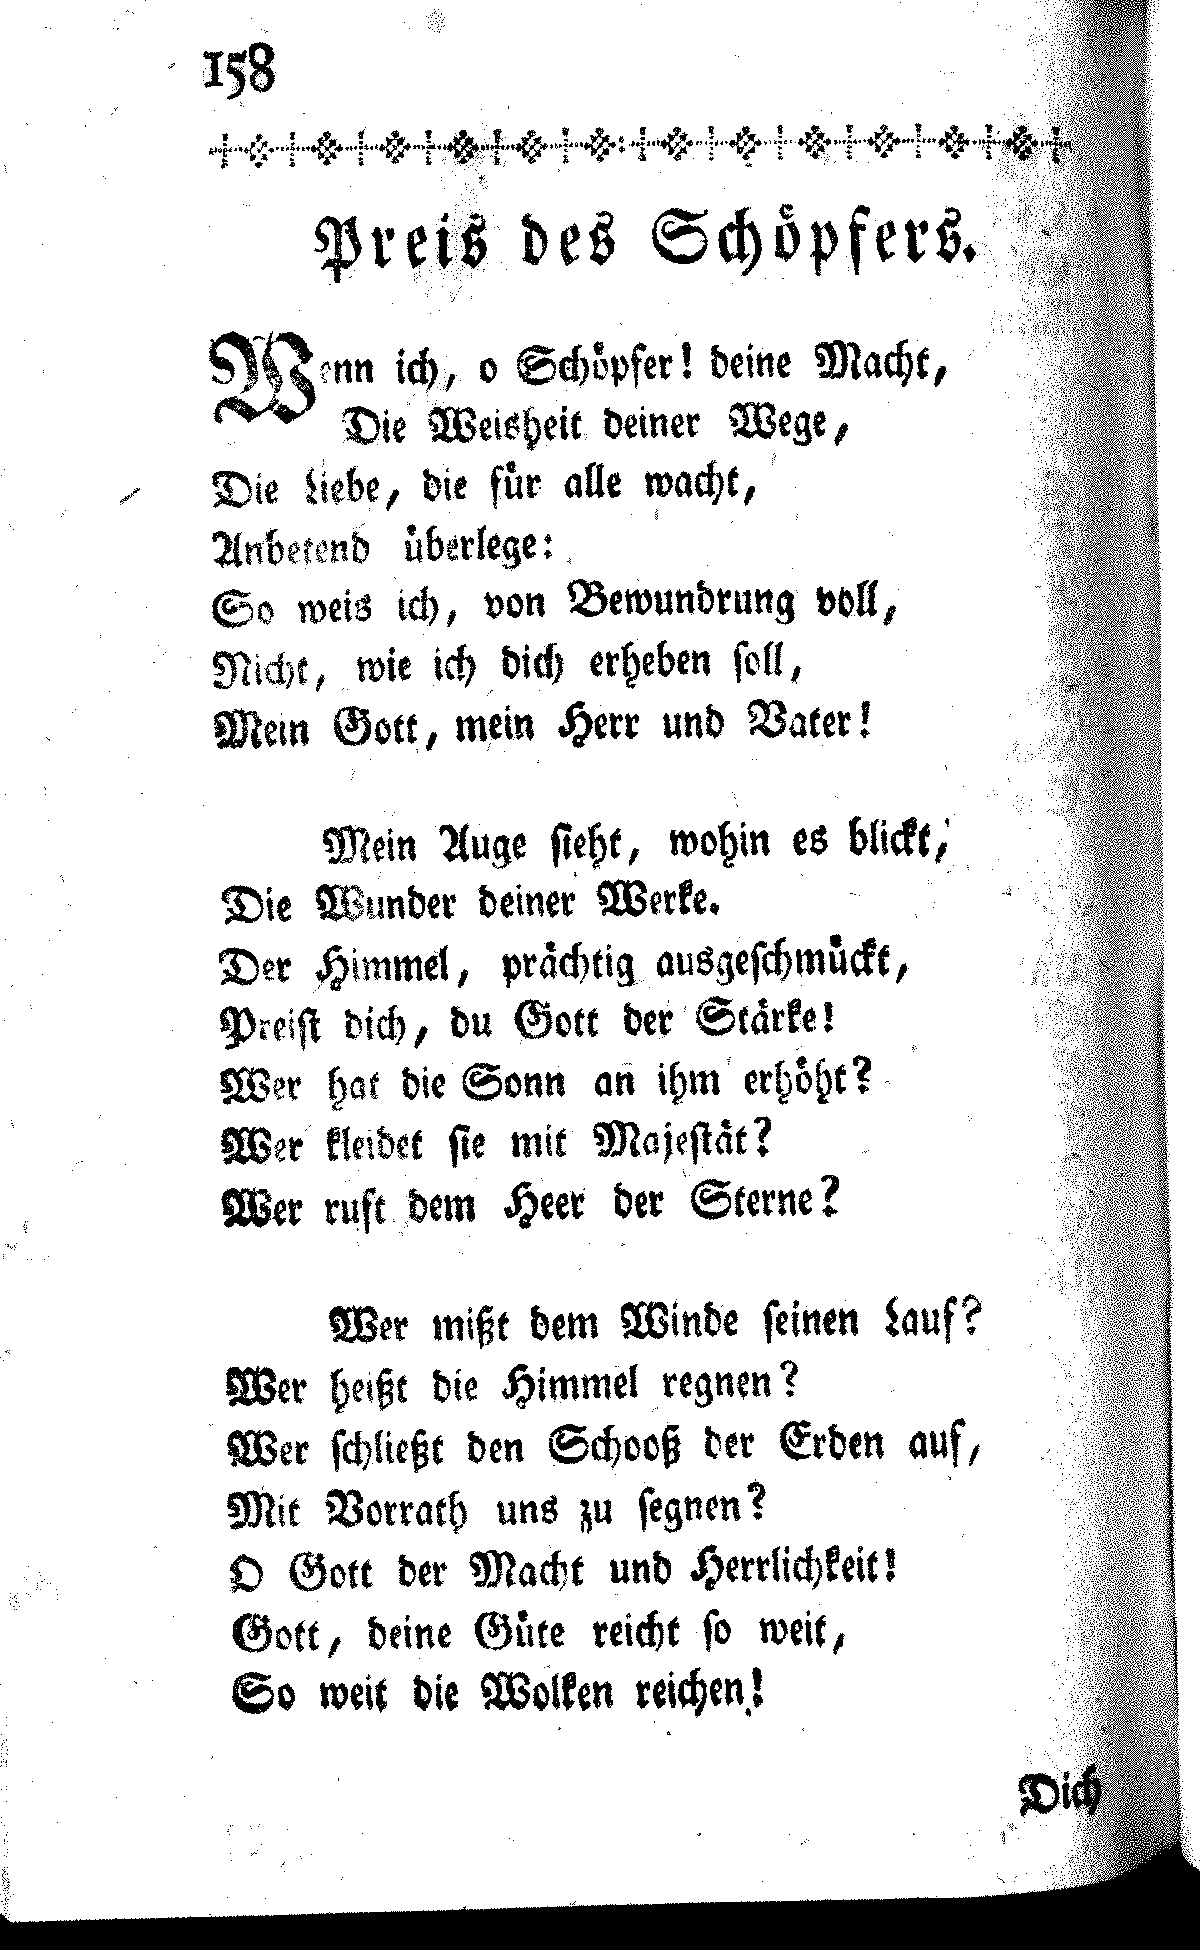 158
Preis des Schöpfers.
Wenn ich, o Schöpfer! deine Macht,
Die Weisheit deiner Wege,
Die Liebe, die für alle wacht,
Anbetend überlege:
So weis ich, von Bewundrung voll,
Nicht, wie ich dich erheben soll,
Mein Gott, mein Herr und Vater!
Mein Auge sieht, wohin es blickt,
Die Wunder deiner Werke.
Der Himmel, prächtig ausgeschmückt,
Preist dich, du Gott der Stärke!
Wer hat die Sonn an ihm erhöht?
Wer kleidet sie mit Majestät?
Wer ruft dem Heer der Sterne?
Wer mißt dem Winde seinen Lauf?
Wer heißt die Himmel regnen?
Wer schließt den Schooß der Erden auf,
Mit Vorrath uns zu segnen?
O Gott der Macht und Herrlichkeit!
Gott, deine Güte reicht so weit,
So weit die Wolken reichen!
Dich